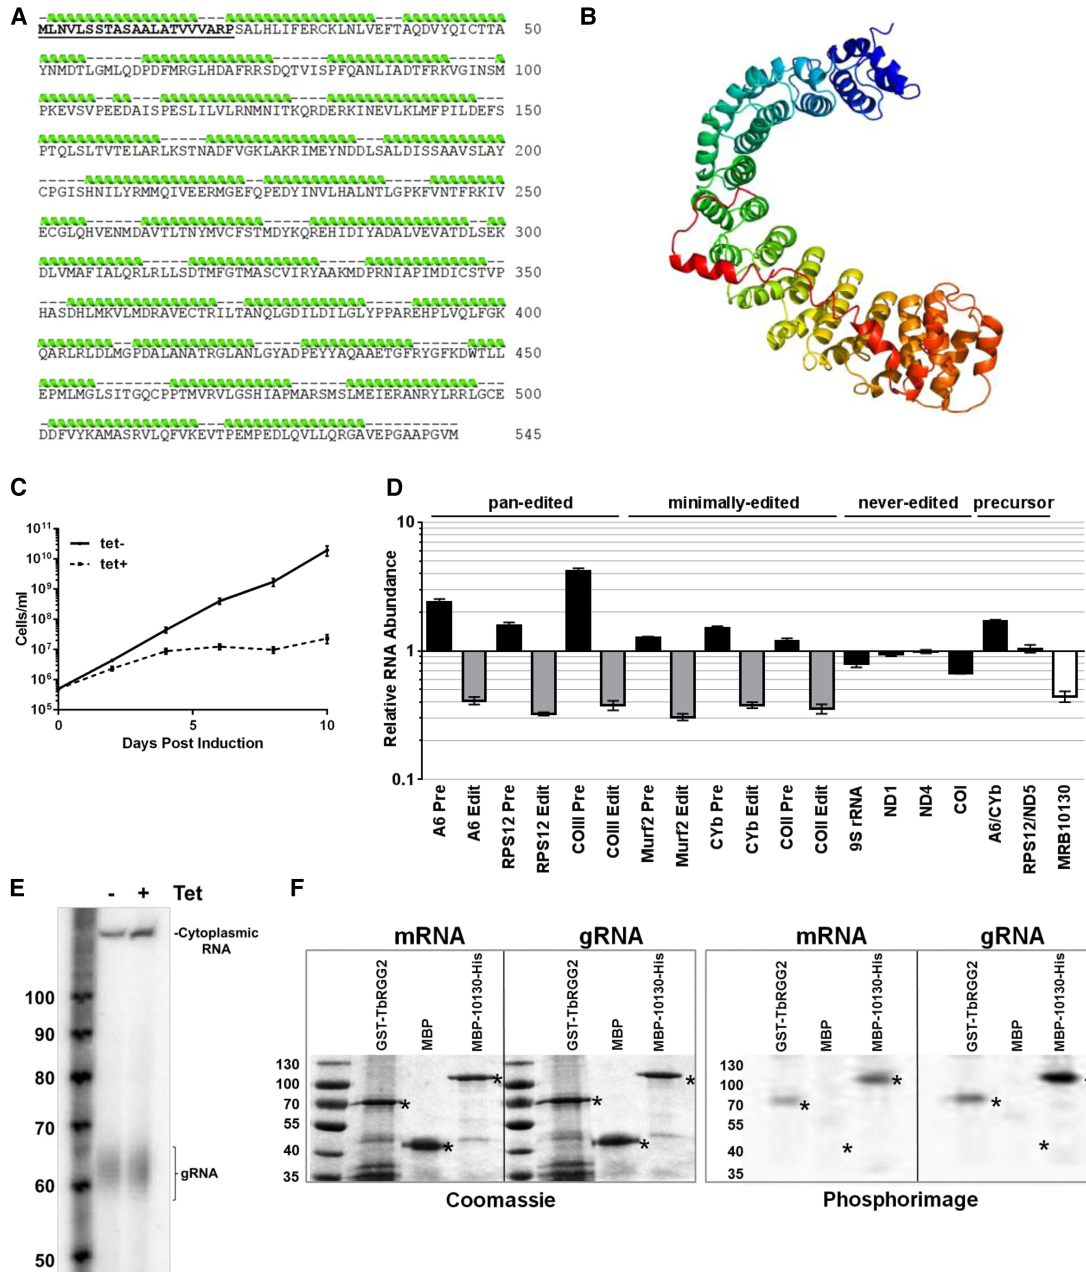 A
MLNVLSSTASAALATVVVARPSALHLIFERCKLNLVEFTAQDVYQICTTA 50
YNMDTLGMLQDPDFMRGLHDAFRRSDQTVISPFQANLIADTFRKVGINSM 100
PKEVSVPEEDAISPESLILVLRNMNITKQRDERKINEVLKLMFPILDEFS 150
PTQLSLTVTELARLKSTNADFVGKLAKRIMEYNDDLSALDISSAAVSLAY 200
CPGISHNILYRMMQIVEERMGEFQPEDYINVLHALNTLGPKFVNTFRKIV 250
ECGLQHVENMDAVTLTNYMVCFSTMDYKQREHIDIYADALVEVATDLSEK 300
DLVMAFIALQRLRLLSDTMFGTMASCVIRYAAKMDPRNIAPIMDICSTVP 350
HASDHLMKVLMDRAVECTRILTANQLGDILDILGLYPPAREHPLVQLFGK 400
QARLRLDLMGPDALANATRGLANLGYADPEYYAQAAETGFRYGFKDWTLL 450
EPMLMGLSITGQCPPTMVRVLGSHIAPMARSMSLMEIERANRYLRRLGCE 500
DDFVYKAMASRVLQFVKEVTPEMPEDLQVLLQRGAVEPGAAPGVM 545
B
C
tet-
tet+
Cells/ml
10¹¹
10¹⁰
10⁹
10⁸
10⁷
10⁶
10⁵
0 5 10
Days Post Induction
D
pan-edited minimally-edited never-edited precursor
Relative RNA Abundance
10
1
0.1
A6 Pre
A6 Edit
RPS12 Pre
RPS12 Edit
COIII Pre
COIII Edit
Murf2 Pre
Murf2 Edit
CYb Pre
CYb Edit
COII Pre
COII Edit
9S rRNA
ND1
ND4
COI
A6/CYb
RPS12/ND5
MRB10130
E
- + Tet
-Cytoplasmic
RNA
100
90
80
70
60
50
-gRNA
F
mRNA gRNA
GST-TbRGG2
MBP
MBP-10130-His
GST-TbRGG2
MBP
MBP-10130-His
130
100
70
55
40
35
* * * * * *
Coomassie
mRNA gRNA
GST-TbRGG2
MBP
MBP-10130-His
GST-TbRGG2
MBP
MBP-10130-His
130
100
70
55
40
35
* * * * *
Phosphorimage